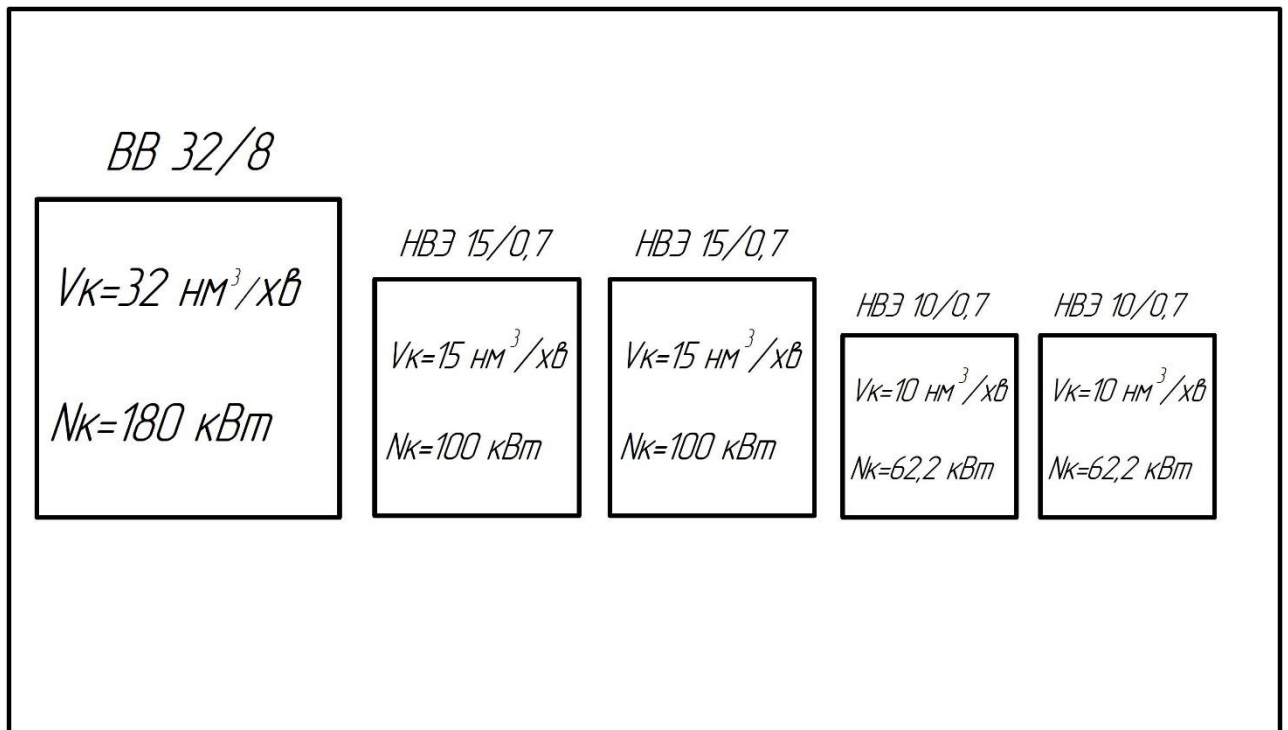 ВВ 32/8
Vк=32 нм³/хв
Nк=180 кВт
НВЭ 15/0,7
Vк=15 нм³/хв
Nк=100 кВт
НВЭ 15/0,7
Vк=15 нм³/хв
Nк=100 кВт
НВЭ 10/0,7
Vк=10 нм³/хв
Nк=62,2 кВт
НВЭ 10/0,7
Vк=10 нм³/хв
Nк=62,2 кВт